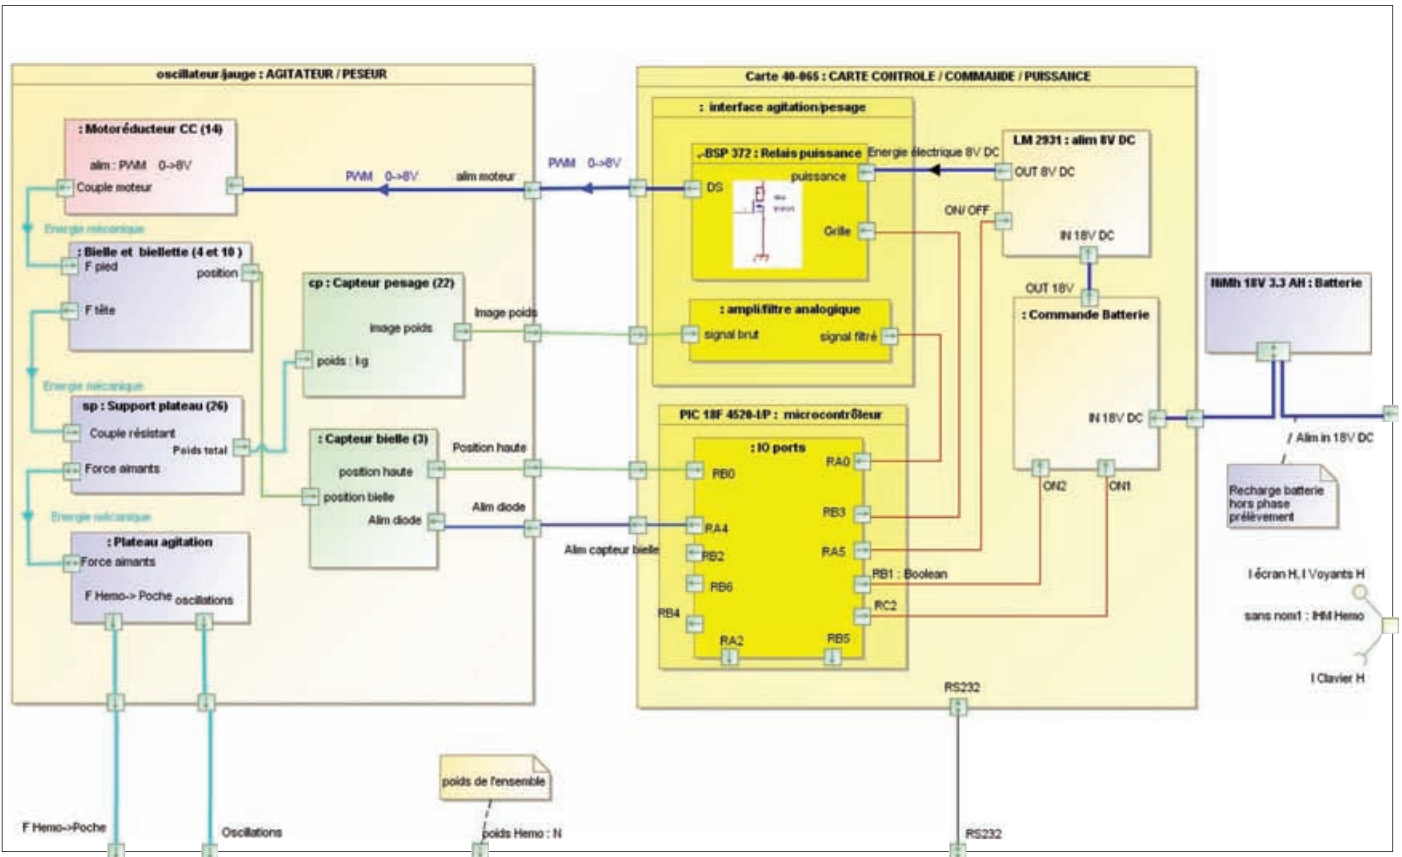 oscillateur/jauge : AGITATEUR / PESEUR
: Motoréducteur CC (14)
alim : PWM 0->8V
Couple moteur
PWM 0->8V
alim moteur
PWM 0->8V
Energie mécanique
: Bielle et biellette (4 et 10 )
F pied
position
F tête
cp : Capteur pesage (22)
Image poids
poids : kg
Image poids
Energie mécanique
sp : Support plateau (26)
Couple résistant
Poids total
Force aimants
: Capteur bielle (3)
position haute
position bielle
Alim diode
Position haute
Alim diode
Alim capteur bielle
Energie mécanique
: Plateau agitation
Force aimants
F Hemo-> Poche
oscillations
F Hemo->Poche
Oscillations
poids de l'ensemble
poids Hemo : N
Carte 40-065 : CARTE CONTROLE / COMMANDE / PUISSANCE
: interface agitation/pesage
BSP 372 : Relais puissance
puissance
DS
Grille
Energie électrique 8V DC
LM 2931 : alim 8V DC
OUT 8V DC
ON/ OFF
IN 18V DC
OUT 18V
: ampli/filtre analogique
signal brut
signal filtré
: Commande Batterie
IN 18V DC
ON2
ON1
PIC 18F 4520-I/P : microcontrôleur
: IO ports
RB0
RA0
RB3
RA4
RB2
RA5
RB6
RB1 : Boolean
RC2
RB4
RA2
RB5
RS232
RS232
NiMh 18V 3.3 AH : Batterie
/ Alim in 18V DC
Recharge batterie
hors phase
prélèvement
I écran H, I Voyants H
sans nom1 : IHM Hemo
I Clavier H